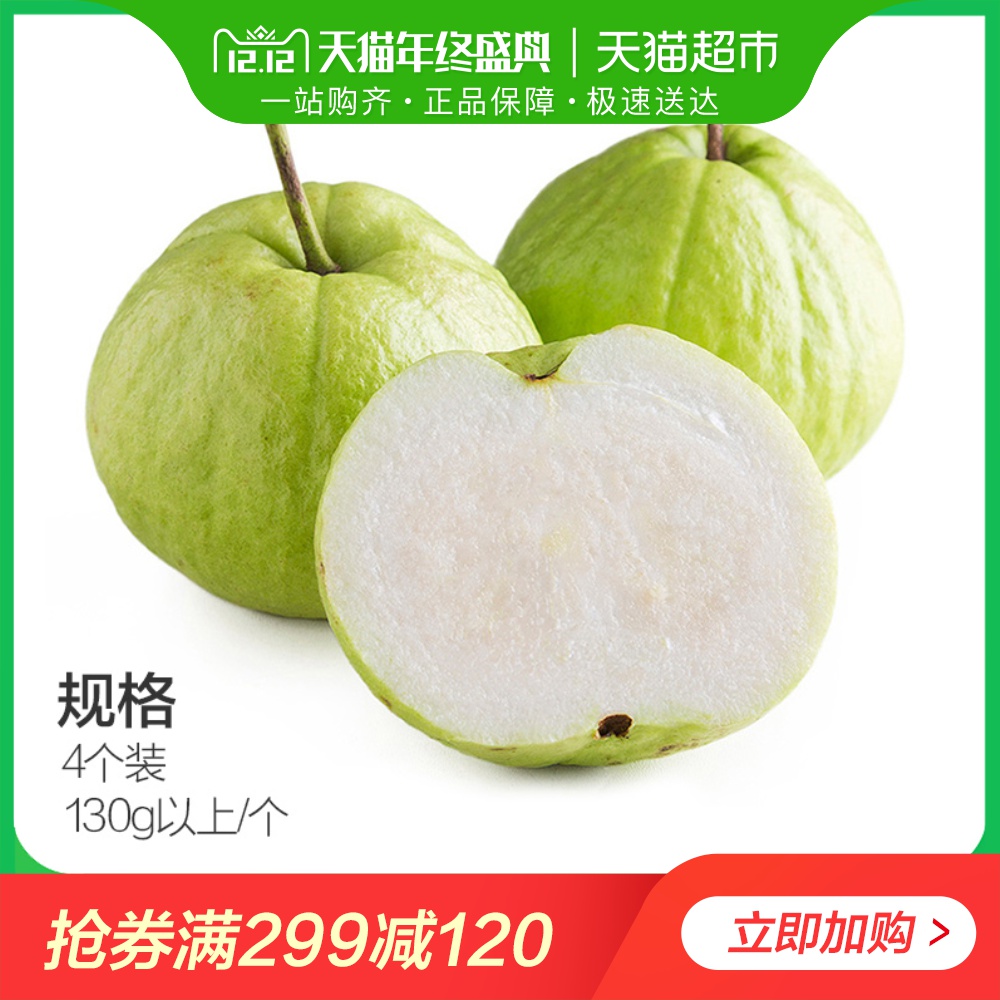 12.12 天猫年终盛典 | 天猫超市
一站购齐·正品保障·极速送达
规格
4个装
130g以上/个
抢券满299减120
立即加购 >